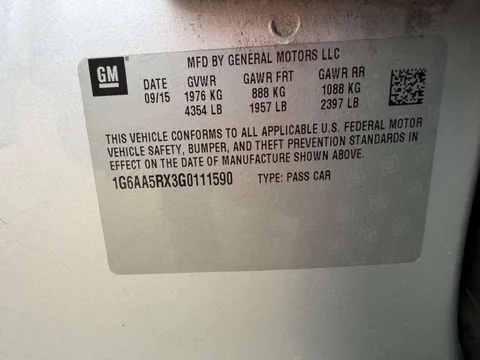 GM
MFD BY GENERAL MOTORS LLC
DATE GVWR GAWR FRT GAWR RR
09/15 1976 KG 888 KG 1088 KG
4354 LB 1957 LB 2397 LB
THIS VEHICLE CONFORMS TO ALL APPLICABLE U.S. FEDERAL MOTOR
VEHICLE SAFETY, BUMPER, AND THEFT PREVENTION STANDARDS IN
EFFECT ON THE DATE OF MANUFACTURE SHOWN ABOVE.
1G6AA5RX3G0111590 TYPE: PASS CAR